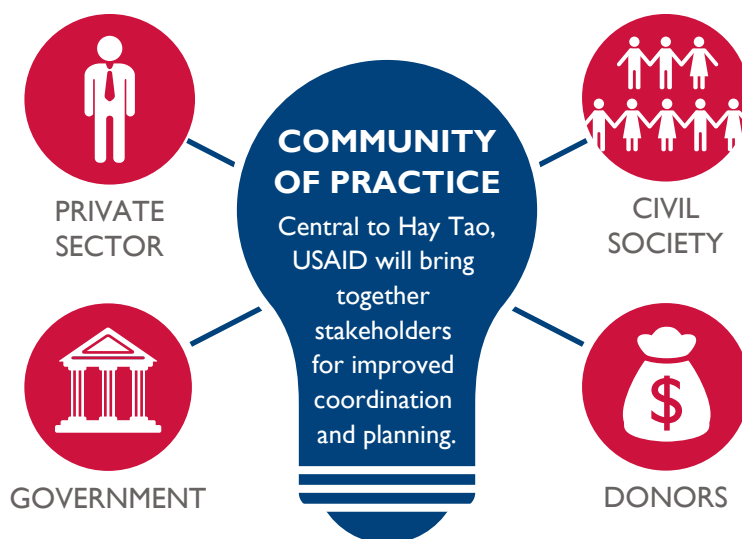 COMMUNITY
OF PRACTICE
Central to Hay Tao,
USAID will bring
together
stakeholders
for improved
coordination
and planning.
PRIVATE
SECTOR
CIVIL
SOCIETY
GOVERNMENT
$
DONORS